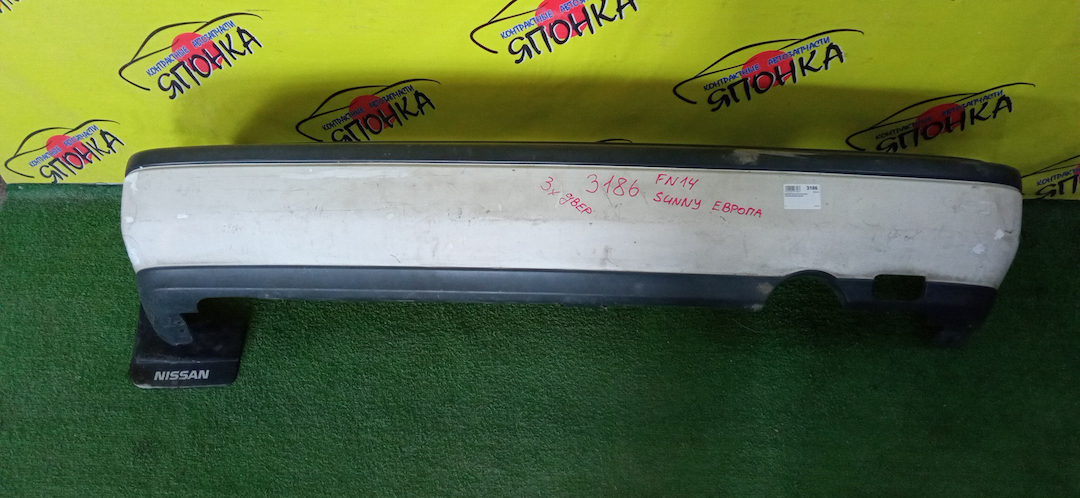 КОНТРАКТНЫЕ АВТОЗАПЧАСТИ
ЯПОНКА
КОНТРАКТНЫЕ АВТОЗАПЧАСТИ
ЯПОНКА
КОНТРАКТНЫЕ АВТОЗАПЧАСТИ
ЯПОНКА
КОНТРАКТНЫЕ АВТОЗАПЧАСТИ
ЯПОНКА
КОНТРАКТНЫЕ АВТОЗАПЧАСТИ
ЯПОНКА
КОНТРАКТНЫЕ АВТОЗАПЧАСТИ
ЯПОНКА
3х двер
3186
FN14
SUNNY ЕВРОПА
3186
NISSAN